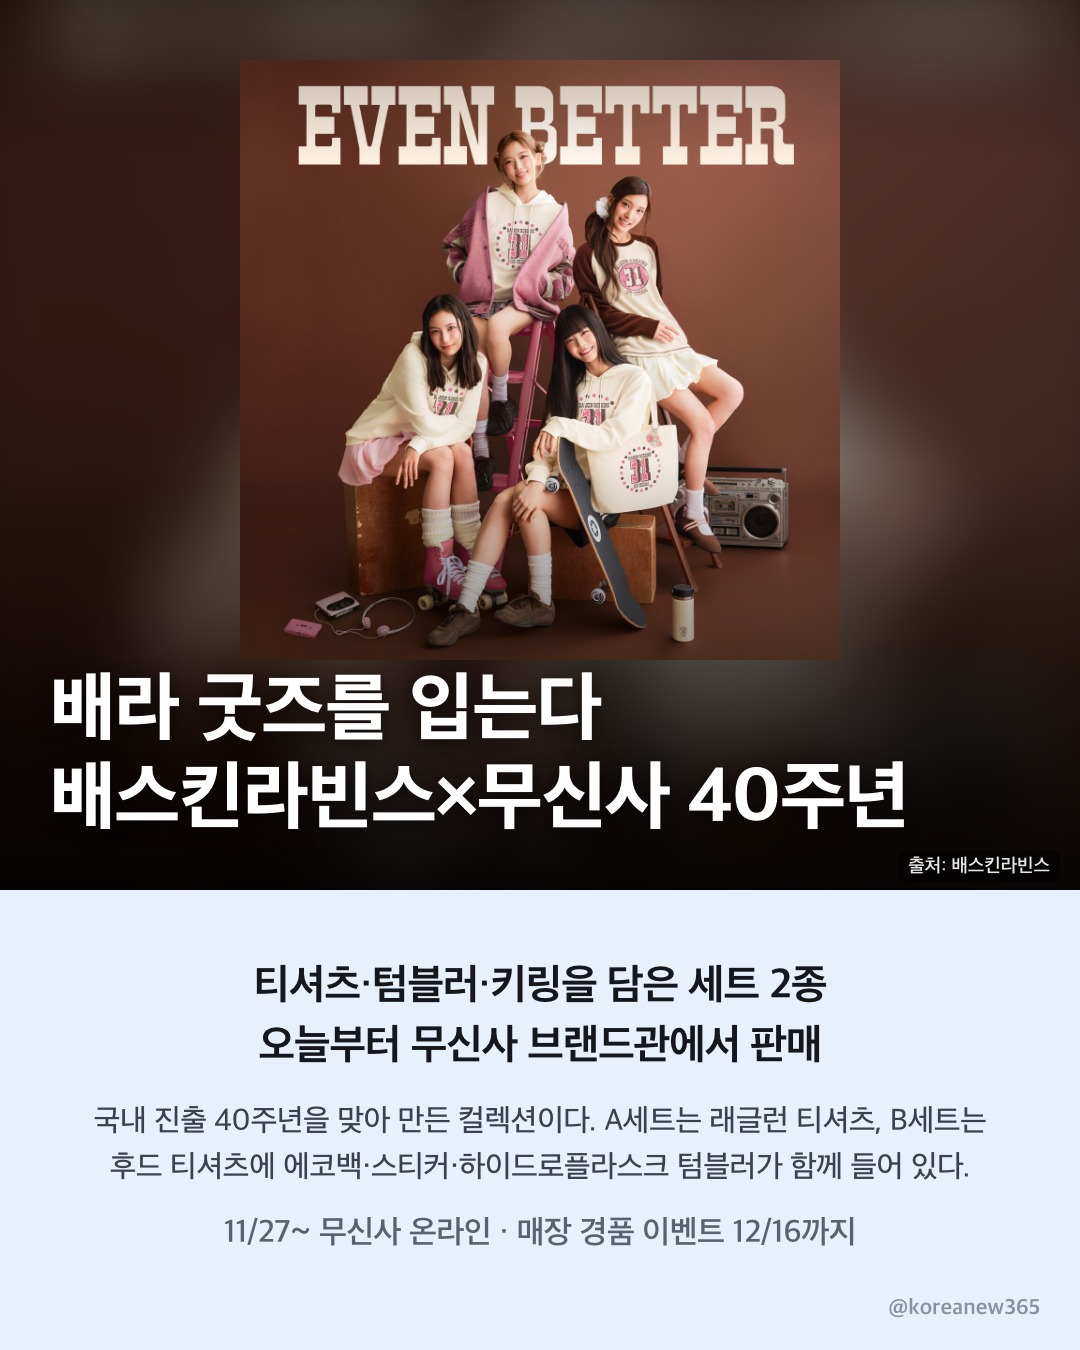 EVEN BETTER
31
31
31
31
31
배라 굿즈를 입는다
배스킨라빈스×무신사 40주년
출처: 배스킨라빈스
티셔츠·텀블러·키링을 담은 세트 2종
오늘부터 무신사 브랜드관에서 판매
국내 진출 40주년을 맞아 만든 컬렉션이다. A세트는 래글런 티셔츠, B세트는
후드 티셔츠에 에코백·스티커·하이드로플라스크 텀블러가 함께 들어 있다.
11/27~ 무신사 온라인 · 매장 경품 이벤트 12/16까지
@koreanew365